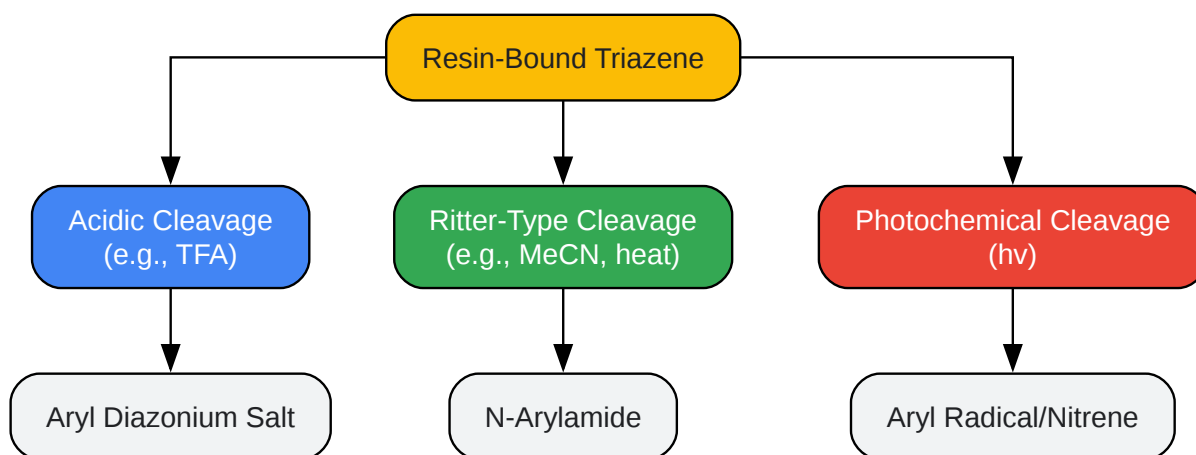 Resin-Bound Triazene
Acidic Cleavage
(e.g., TFA)
Ritter-Type Cleavage
(e.g., MeCN, heat)
Photochemical Cleavage
(hv)
Aryl Diazonium Salt
N-Arylamide
Aryl Radical/Nitrene